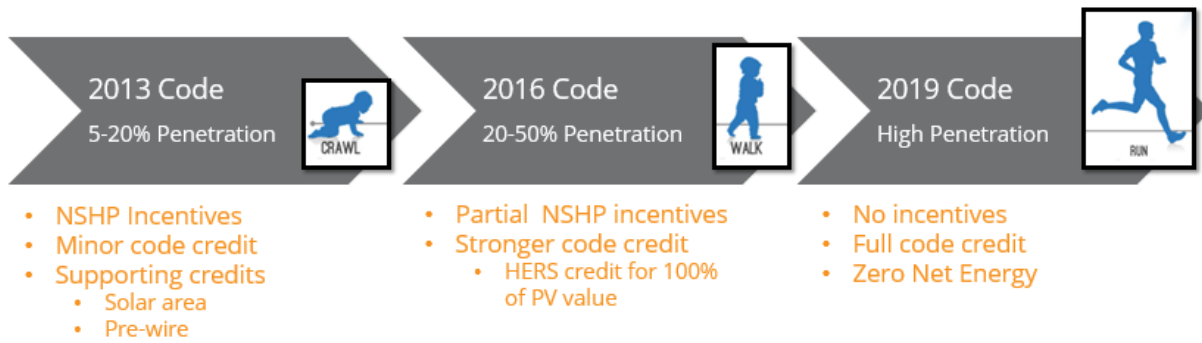 2013 Code
5-20% Penetration
CRAWL
• NSHP Incentives
• Minor code credit
• Supporting credits
• Solar area
• Pre-wire
2016 Code
20-50% Penetration
WALK
• Partial NSHP incentives
• Stronger code credit
• HERS credit for 100%
of PV value
2019 Code
High Penetration
RUN
• No incentives
• Full code credit
• Zero Net Energy